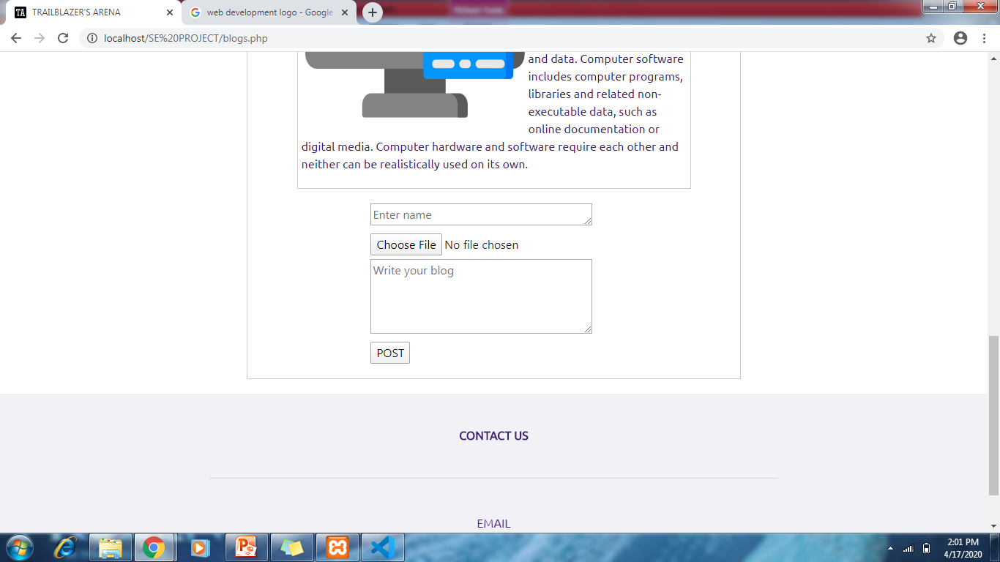 TA TRAILBLAZER'S ARENA
web development logo - Google
localhost/SE%20PROJECT/blogs.php
and data. Computer software
includes computer programs,
libraries and related non-
executable data, such as
online documentation or
digital media. Computer hardware and software require each other and
neither can be realistically used on its own.
Enter name
Choose File No file chosen
Write your blog
POST
CONTACT US
EMAIL
2:01 PM
4/17/2020